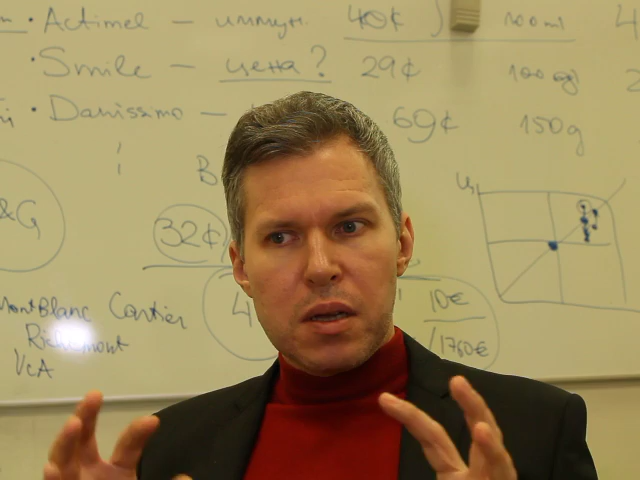 • Actimel — иммун. 40¢ 100 ml
• Smile — цена? 29¢ 100 g
• Danissimo — 69¢ 150 g
B
&G
32¢
4
10€
1760€
MontBlanc Cartier
Richemont
VCA